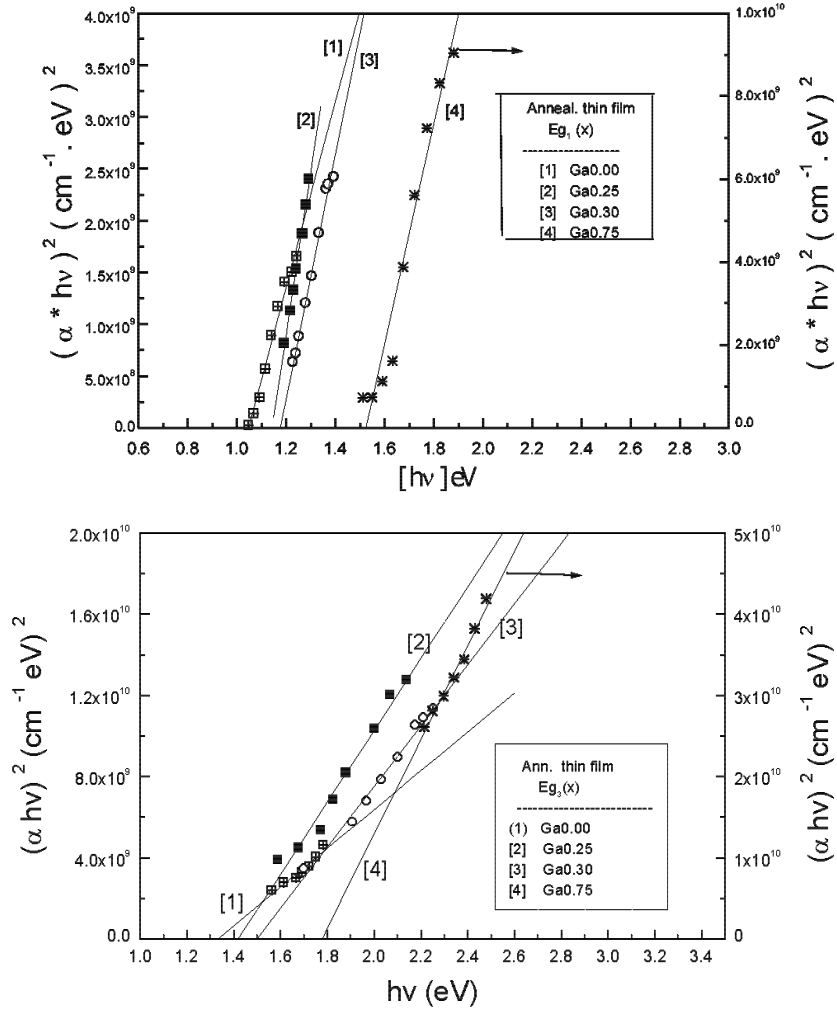 4.0x10⁹
3.5x10⁹
3.0x10⁹
2.5x10⁹
2.0x10⁹
1.5x10⁹
1.0x10⁹
5.0x10⁸
0.0
( α * hν ) ² ( cm⁻¹ . eV ) ²
[1]
[3]
[2]
[4]
Anneal. thin film
Eg₁ (x)
--------------------
[1] Ga0.00
[2] Ga0.25
[3] Ga0.30
[4] Ga0.75
1.0x10¹⁰
8.0x10⁹
6.0x10⁹
4.0x10⁹
2.0x10⁹
0.0
( α * hν ) ² ( cm⁻¹ . eV ) ²
0.6 0.8 1.0 1.2 1.4 1.6 1.8 2.0 2.2 2.4 2.6 2.8 3.0
[hν]eV
2.0x10¹⁰
1.6x10¹⁰
1.2x10¹⁰
8.0x10⁹
4.0x10⁹
0.0
(α hν) ² (cm⁻¹ eV) ²
[2]
[3]
[1]
[4]
Ann. thin film
Eg₃(x)
--------------------
(1) Ga0.00
[2] Ga0.25
[3] Ga0.30
[4] Ga0.75
5x10¹⁰
4x10¹⁰
3x10¹⁰
2x10¹⁰
1x10¹⁰
0
(α hν) ² (cm⁻¹ eV) ²
1.0 1.2 1.4 1.6 1.8 2.0 2.2 2.4 2.6 2.8 3.0 3.2 3.4
hν (eV)